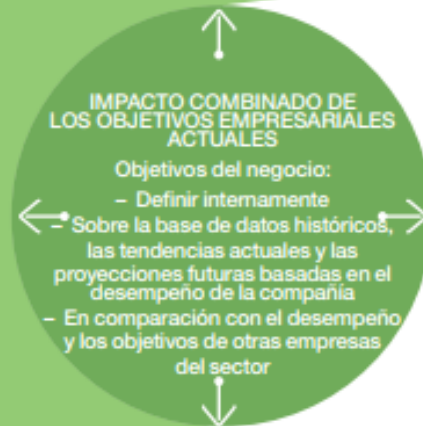 IMPACTO COMBINADO DE
LOS OBJETIVOS EMPRESARIALES
ACTUALES
Objetivos del negocio:
– Definir internamente
– Sobre la base de datos históricos,
las tendencias actuales y las
proyecciones futuras basadas en el
desempeño de la compañía
– En comparación con el desempeño
y los objetivos de otras empresas
del sector